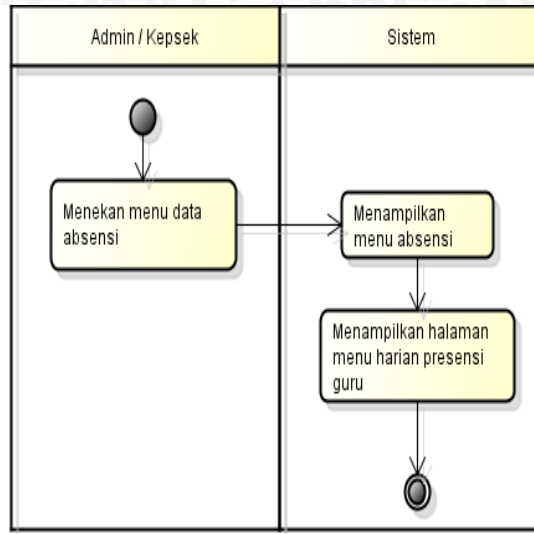 Admin / Kepsek
Sistem
Menekan menu data
absensi
Menampilkan
menu absensi
Menampilkan halaman
menu harian presensi
guru